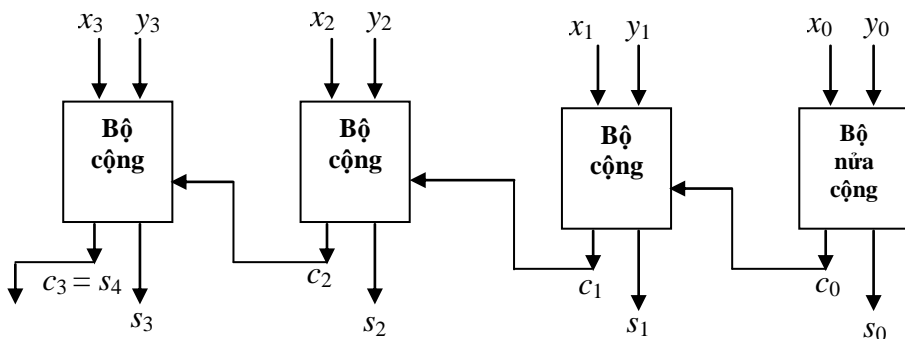 x3 y3 x2 y2 x1 y1 x0 y0
Bộ
cộng
Bộ
cộng
Bộ
cộng
Bộ
nửa
cộng
c3 = s4 c2 c1 c0
s3 s2 s1 s0